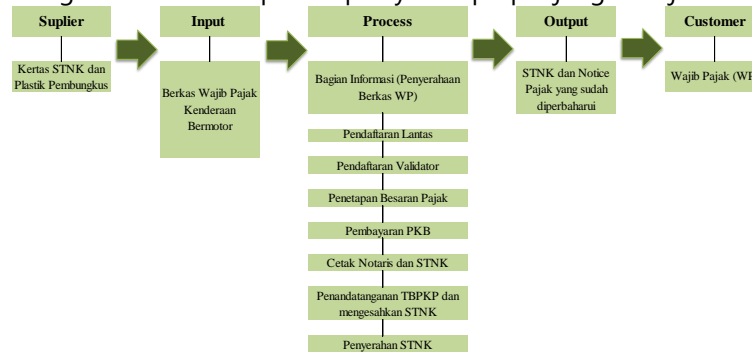 Suplier
Kertas STNK dan
Plastik Pembungkus
Input
Berkas Wajib Pajak
Kenderaan
Bermotor
Process
Bagian Informasi (Penyerahaan
Berkas WP)
Pendaftaran Lantas
Pendaftaran Validator
Penetapan Besaran Pajak
Pembayaran PKB
Cetak Notaris dan STNK
Penandatanganan TBPKP dan
mengesahkan STNK
Penyerahan STNK
Output
STNK dan Notice
Pajak yang sudah
diperbaharui
Customer
Wajib Pajak (WP